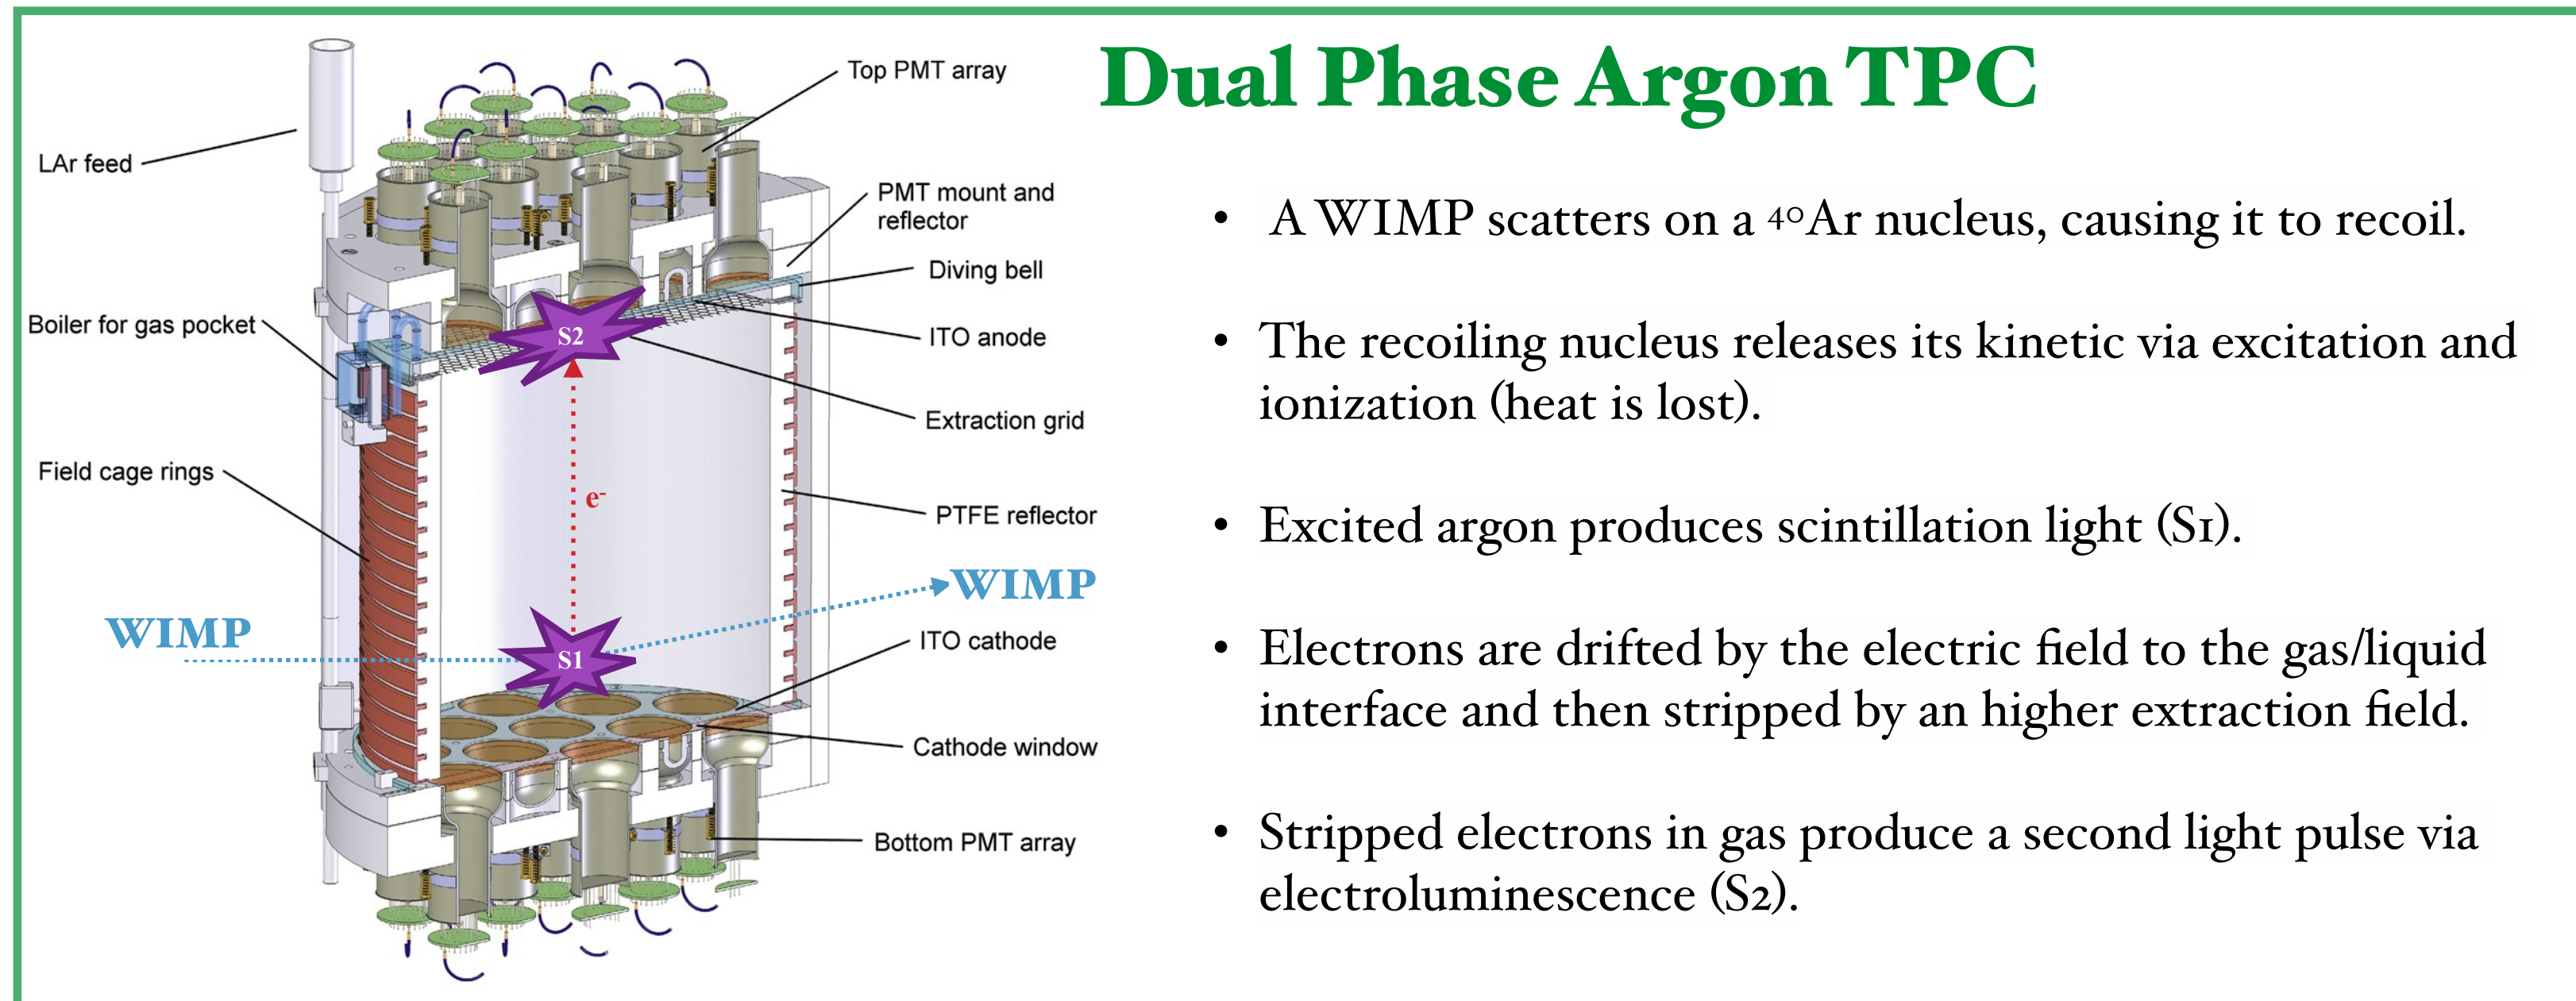 Dual Phase Argon TPC
Top PMT array
LAr feed
PMT mount and
reflector
Diving bell
Boiler for gas pocket
ITO anode
S2
Extraction grid
Field cage rings
e-
PTFE reflector
WIMP
WIMP
S1
ITO cathode
Cathode window
Bottom PMT array
• A WIMP scatters on a ⁴⁰Ar nucleus, causing it to recoil.
• The recoiling nucleus releases its kinetic via excitation and
ionization (heat is lost).
• Excited argon produces scintillation light (S1).
• Electrons are drifted by the electric field to the gas/liquid
interface and then stripped by an higher extraction field.
• Stripped electrons in gas produce a second light pulse via
electroluminescence (S2).